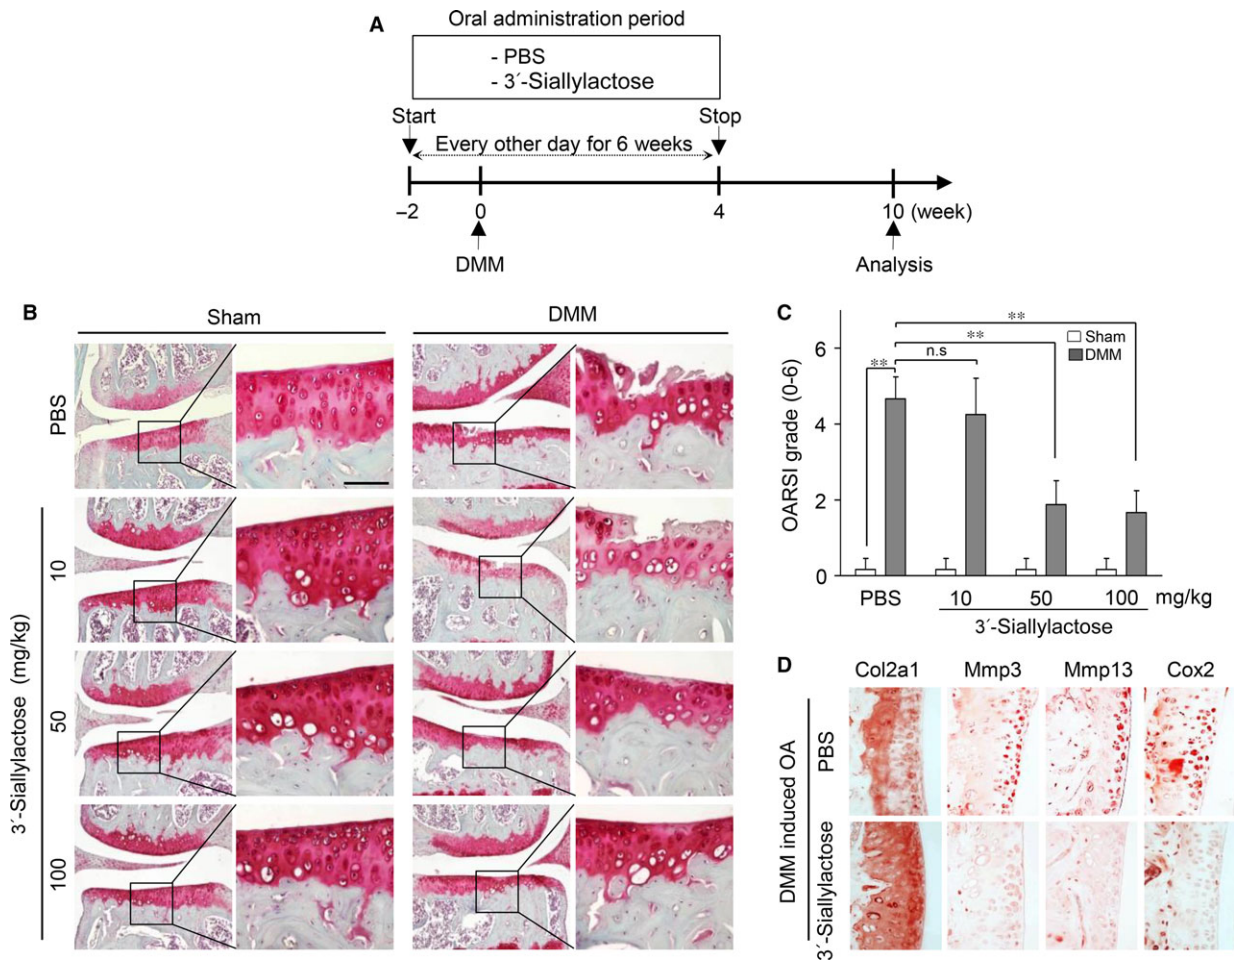 A
Oral administration period
- PBS
- 3´-Siallylactose
Start
Stop
Every other day for 6 weeks
–2
0
4
10 (week)
DMM
Analysis
B
Sham
DMM
PBS
3´-Siallylactose (mg/kg)
10
50
100
C
Sham
DMM
OARSI grade (0-6)
6
4
2
0
**
n.s
**
**
PBS
10
50
100
mg/kg
3´-Siallylactose
D
Col2a1
Mmp3
Mmp13
Cox2
DMM induced OA
PBS
3´-Siallylactose